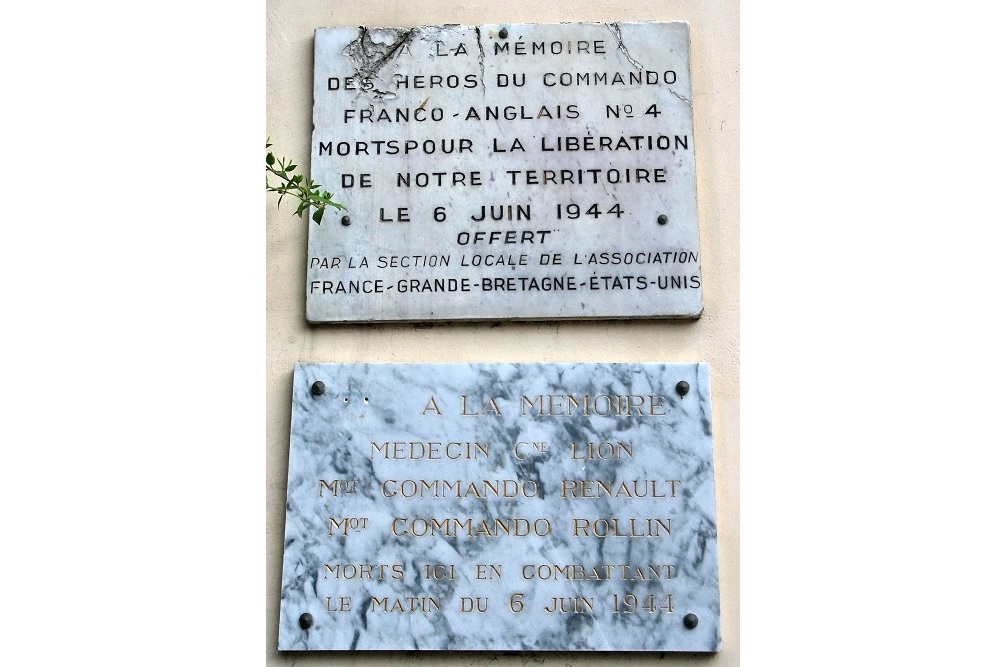 A LA MÉMOIRE
DES HEROS DU COMMANDO
FRANCO-ANGLAIS No 4
MORTS POUR LA LIBÉRATION
DE NOTRE TERRITOIRE
LE 6 JUIN 1944
OFFERT
PAR LA SECTION LOCALE DE L'ASSOCIATION
FRANCE-GRANDE-BRETAGNE-ÉTATS-UNIS
A LA MEMOIRE
MEDECIN CNE LION
MOT COMMANDO RENAULT
MOT COMMANDO ROLLIN
MORTS ICI EN COMBATTANT
LE MATIN DU 6 JUIN 1944